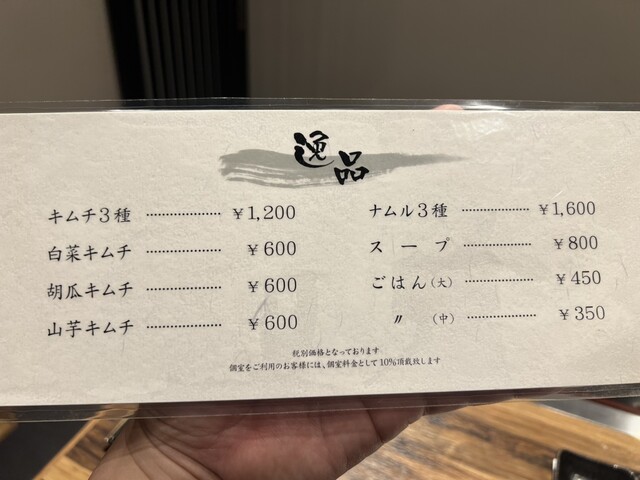 逸品
キムチ3種 ………………… ¥1,200
白菜キムチ ………………… ¥600
胡瓜キムチ ………………… ¥600
山芋キムチ ………………… ¥600
ナムル3種 ………………… ¥1,600
スープ ………………… ¥800
ごはん(大) ………………… ¥450
〃 (中) ………………… ¥350
税別価格となっております。
個室をご利用のお客様には、個室料金として10%頂戴致します